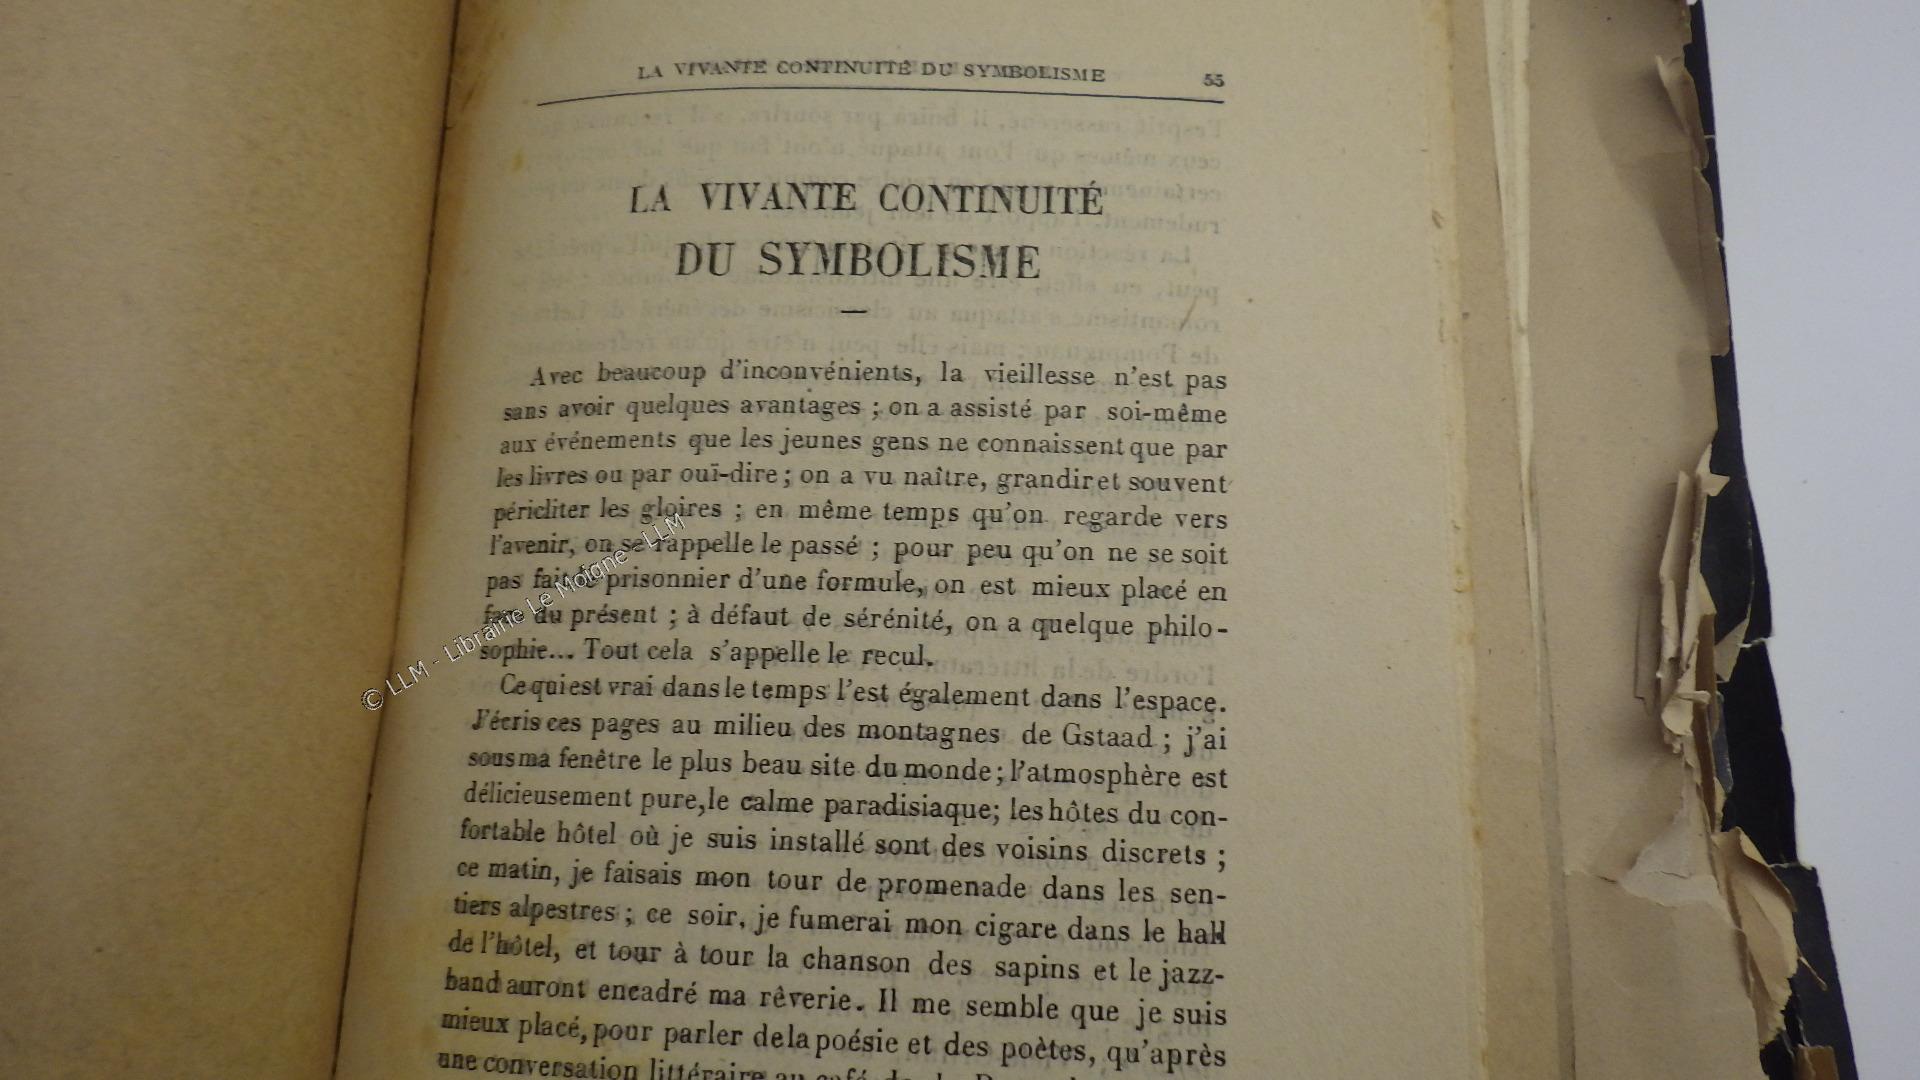 LA VIVANTE CONTINUITÉ DU SYMBOLISME 55
LA VIVANTE CONTINUITÉ
DU SYMBOLISME
Avec beaucoup d'inconvénients, la vieillesse n'est pas
sans avoir quelques avantages ; on a assisté par soi-même
aux événements que les jeunes gens ne connaissent que par
les livres ou par ouï-dire ; on a vu naître, grandir et souvent
péricliter les gloires ; en même temps qu'on regarde vers
l'avenir, on se rappelle le passé ; pour peu qu'on ne se soit
pas fait le prisonnier d'une formule, on est mieux placé en
face du présent ; à défaut de sérénité, on a quelque philo-
sophie... Tout cela s'appelle le recul.
Ce qui est vrai dans le temps l'est également dans l'espace.
J'écris ces pages au milieu des montagnes de Gstaad ; j'ai
sous ma fenêtre le plus beau site du monde ; l'atmosphère est
délicieusement pure, le calme paradisiaque ; les hôtes du con-
fortable hôtel où je suis installé sont des voisins discrets ;
ce matin, je faisais mon tour de promenade dans les sen-
tiers alpestres ; ce soir, je fumerai mon cigare dans le hall
de l'hôtel, et tour à tour la chanson des sapins et le jazz-
band auront encadré ma rêverie. Il me semble que je suis
mieux placé, pour parler de la poésie et des poètes, qu'après
une conversation littéraire au café
© LLM - Librairie Le Moigne - LLM